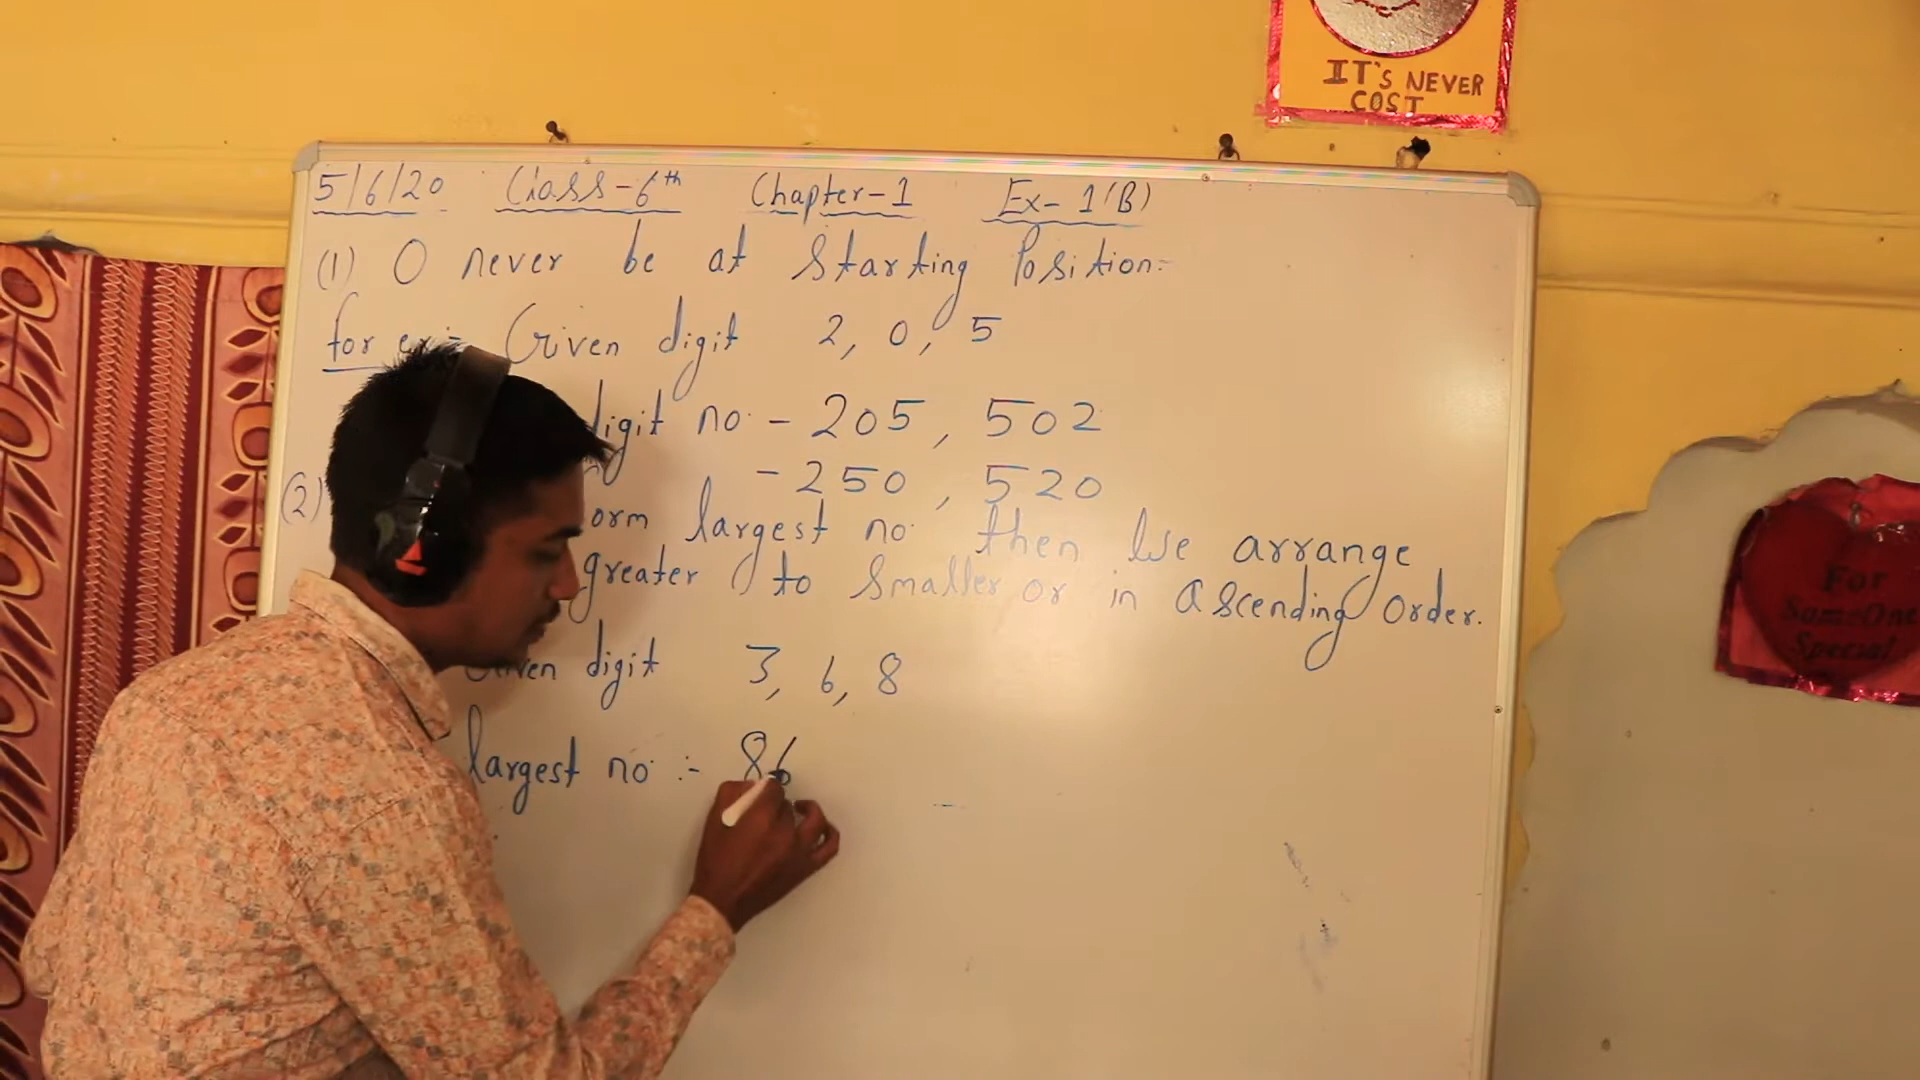 IT'S NEVER
COST
5/6/20 Class-6th Chapter-1 Ex-1(B)
(1) 0 never be at Starting Position:-
for ex:- Given digit 2, 0, 5
digit no. - 205, 502
- 250, 520
(2) orm largest no. then We arrange
greater to Smaller or in Ascending Order.
Given digit 3, 6, 8
largest no. :- 86
For
SomeOne
Special